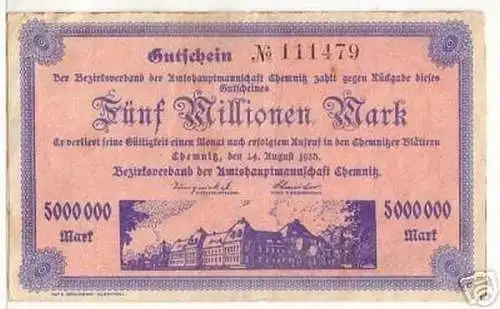 Gutschein № 111479
Der Bezirksverband der Amtshauptmannschaft Chemnitz zahlt gegen Rückgabe dieses
Gutscheines
Fünf Millionen Mark
Er verliert seine Gültigkeit einen Monat nach erfolgtem Aufruf in den Chemnitzer Blättern
Chemnitz, den 14. August 1923.
Bezirksverband der Amtshauptmannschaft Chemnitz.
5000000
Mark
5000000
Mark